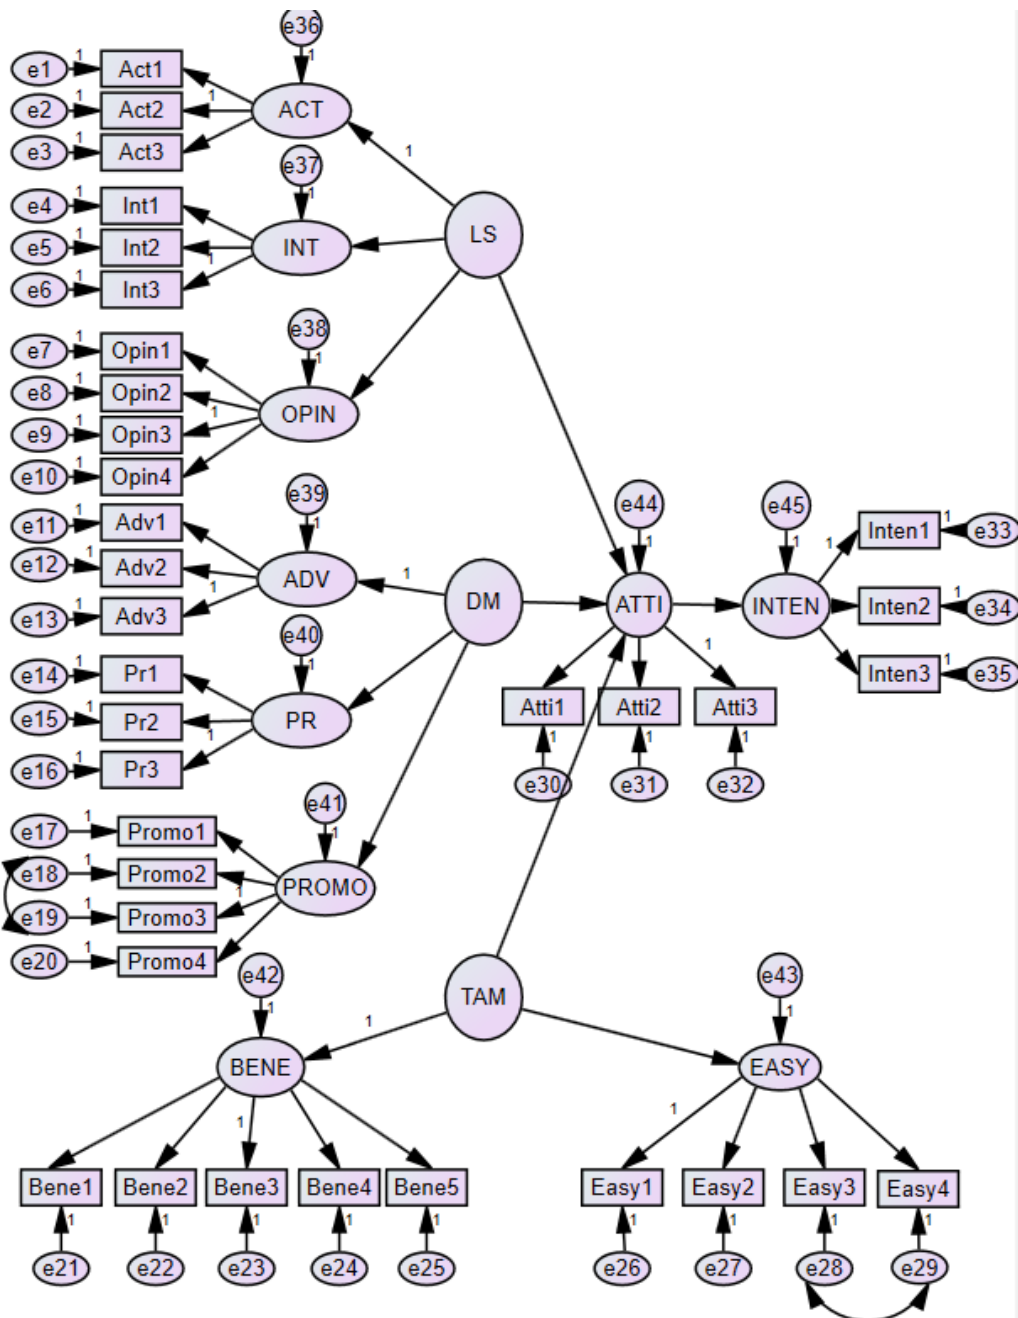 e36
e1 1 Act1 1
e2 1 Act2 1 ACT
e3 1 Act3 1
e37
e4 1 Int1 1 LS
e5 1 Int2 INT
e6 1 Int3 1
e38
e7 1 Opin1 1
e8 1 Opin2
e9 1 Opin3 1 OPIN
e10 1 Opin4
e39 e44 e45
e11 1 Adv1 1 1 1 Inten1 1 e33
e12 1 Adv2 ADV 1 DM ATTI INTEN 1
e13 1 Adv3 1 Inten2 1 e34
e40
e14 1 Pr1 1 1 Inten3 1 e35
e15 1 Pr2 PR Atti1 Atti2 Atti3
e16 1 Pr3 1 1 1 1
e41 e30 e31 e32
e17 1 Promo1 1
e18 1 Promo2 PROMO
e19 1 Promo3 1
e20 1 Promo4
e42 TAM e43
1 1 1
BENE EASY
1 1
Bene1 Bene2 Bene3 Bene4 Bene5 Easy1 Easy2 Easy3 Easy4
1 1 1 1 1 1 1 1 1
e21 e22 e23 e24 e25 e26 e27 e28 e29